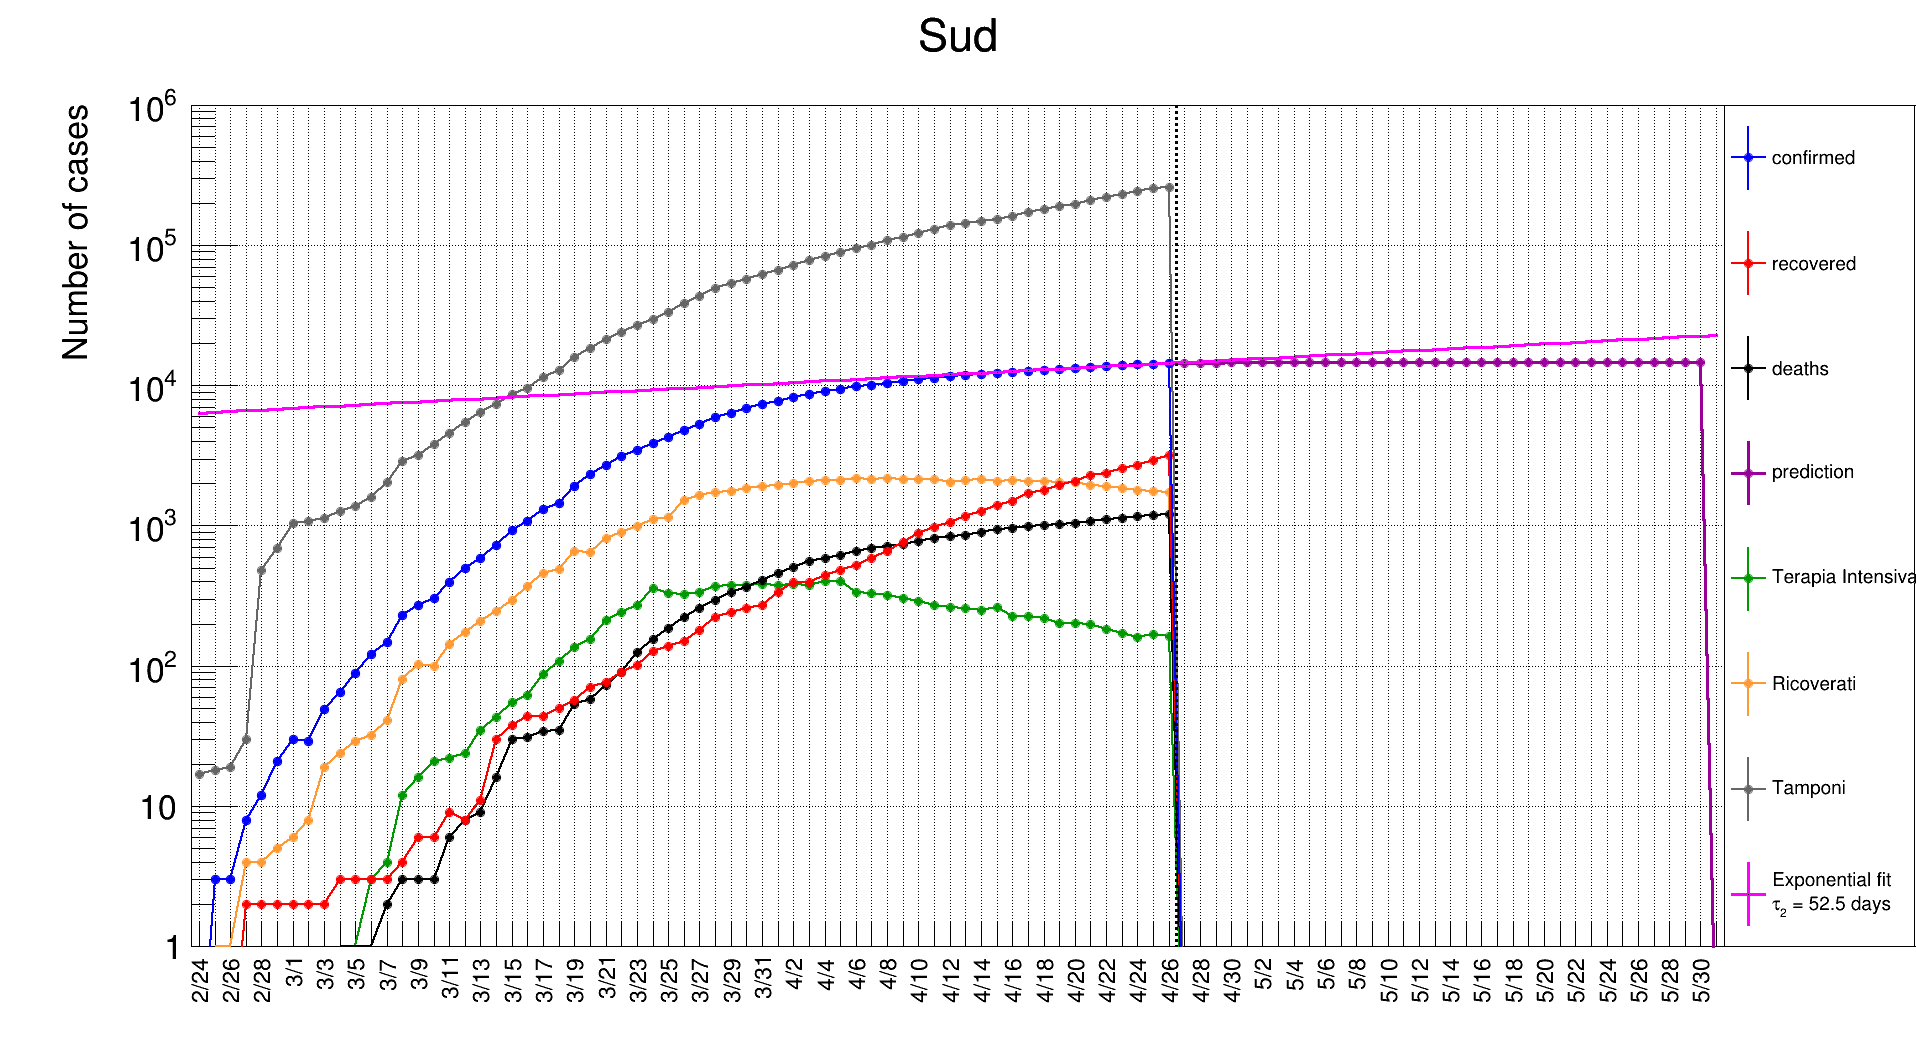 Sud
Number of cases
10^6
10^5
10^4
10^3
10^2
10
1
2/24 2/26 2/28 3/1 3/3 3/5 3/7 3/9 3/11 3/13 3/15 3/17 3/19 3/21 3/23 3/25 3/27 3/29 3/31 4/2 4/4 4/6 4/8 4/10 4/12 4/14 4/16 4/18 4/20 4/22 4/24 4/26 4/28 4/30 5/2 5/4 5/6 5/8 5/10 5/12 5/14 5/16 5/18 5/20 5/22 5/24 5/26 5/28 5/30
confirmed
recovered
deaths
prediction
Terapia Intensiva
Ricoverati
Tamponi
Exponential fit
τ_2 = 52.5 days